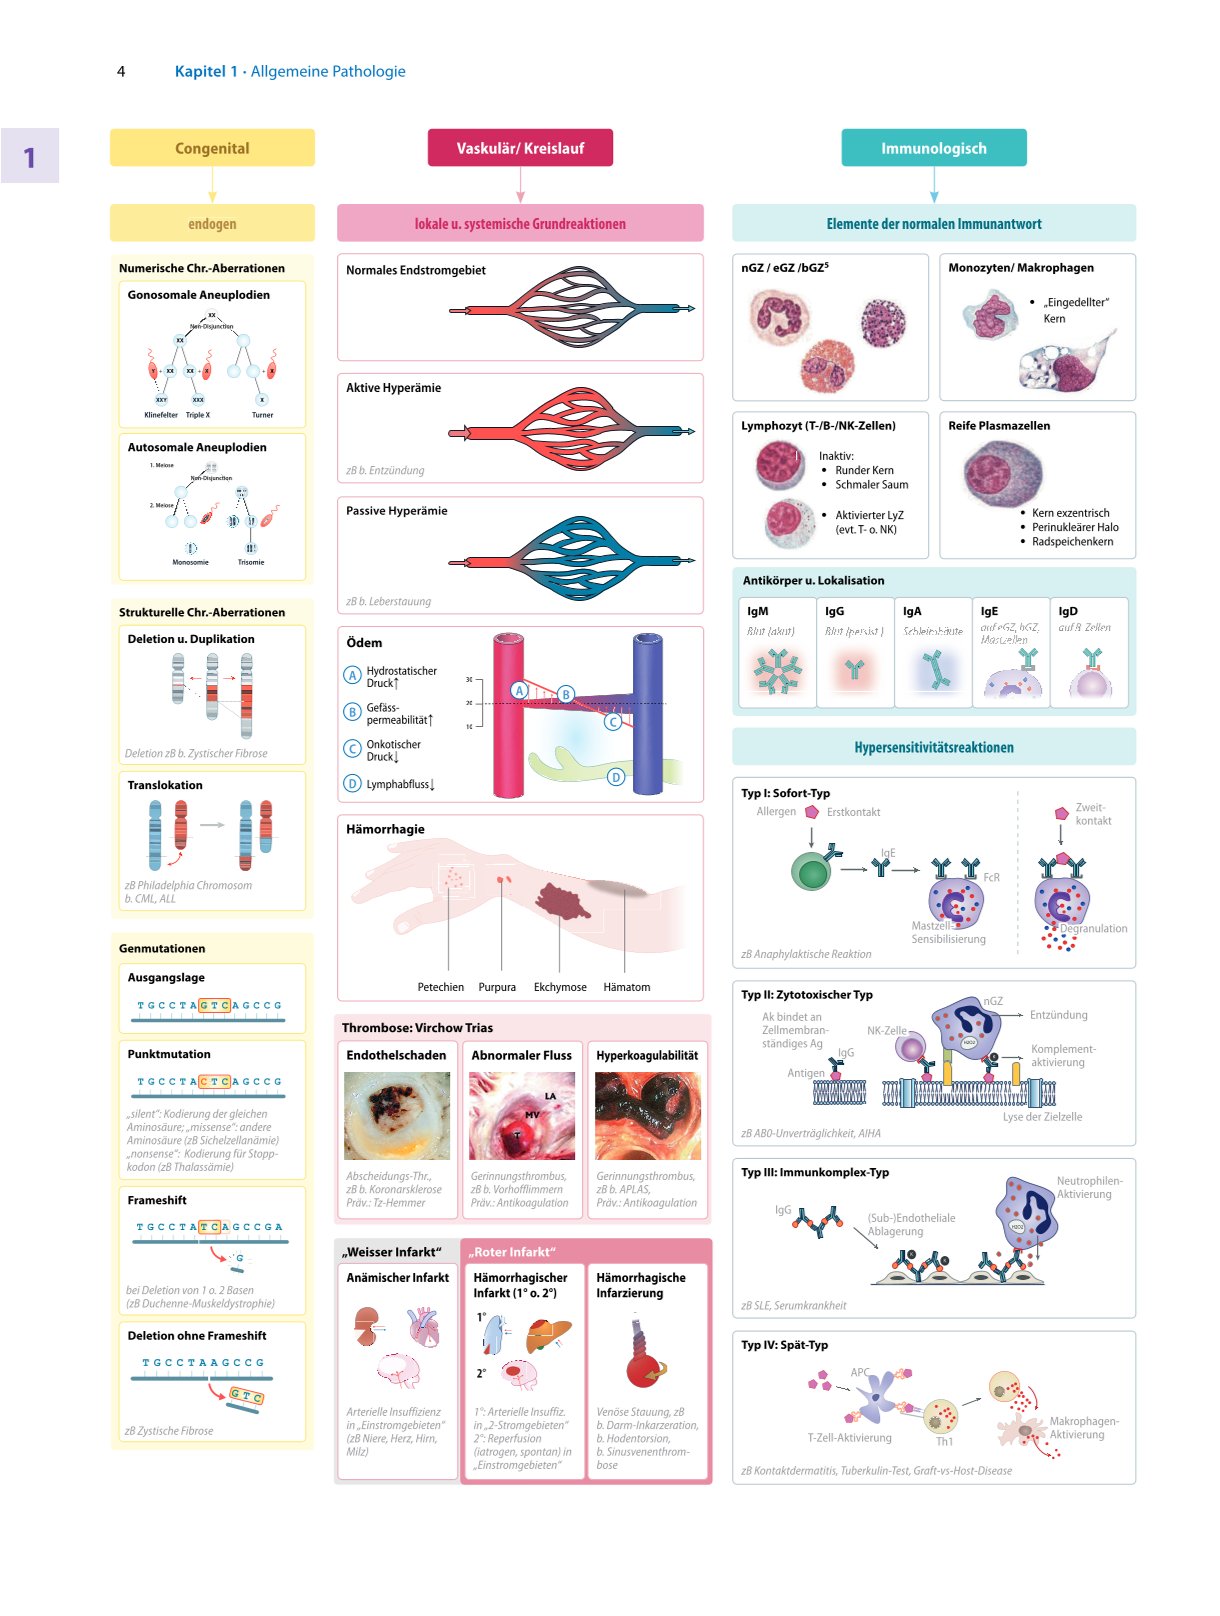 4 Kapitel 1 · Allgemeine Pathologie
1
Congenital
endogen
Numerische Chr.-Aberrationen
Gonosomale Aneuplodien
XX
Non-Disjunction
XX
Y + XX XX + X + X
XXY XXX X
Klinefelter Triple X Turner
Autosomale Aneuplodien
1. Meiose
Non-Disjunction
2. Meiose
Monosomie Trisomie
Strukturelle Chr.-Aberrationen
Deletion u. Duplikation
Deletion zB b. Zystischer Fibrose
Translokation
zB Philadelphia Chromosom
b. CML, ALL
Genmutationen
Ausgangslage
T G C C T A G T C A G C C G
Punktmutation
T G C C T A C T C A G C C G
„silent“: Kodierung der gleichen
Aminosäure; „missense“: andere
Aminosäure (zB Sichelzellanämie)
„nonsense“: Kodierung für Stopp-
kodon (zB Thalassämie)
Frameshift
T G C C T A T C A G C C G A
G
bei Deletion von 1 o. 2 Basen
(zB Duchenne-Muskeldystrophie)
Deletion ohne Frameshift
T G C C T A A G C C G
G T C
zB Zystische Fibrose
Vaskulär/ Kreislauf
lokale u. systemische Grundreaktionen
Normales Endstromgebiet
Aktive Hyperämie
zB b. Entzündung
Passive Hyperämie
zB b. Leberstauung
Ödem
A Hydrostatischer
Druck↑
B Gefäss-
permeabilität↑
C Onkotischer
Druck↓
D Lymphabfluss↓
30
20
10
A
B
C
D
Hämorrhagie
Petechien Purpura Ekchymose Hämatom
Thrombose: Virchow Trias
Endothelschaden
Abscheidungs-Thr.,
zB b. Koronarsklerose
Präv.: Tz-Hemmer
Abnormaler Fluss
LA
MV
T
Gerinnungsthrombus,
zB b. Vorhofflimmern
Präv.: Antikoagulation
Hyperkoagulabilität
Gerinnungsthrombus,
zB b. APLAS,
Präv.: Antikoagulation
„Weisser Infarkt“
Anämischer Infarkt
Arterielle Insuffizienz
in „Einstromgebieten“
(zB Niere, Herz, Hirn,
Milz)
„Roter Infarkt“
Hämorrhagischer
Infarkt (1° o. 2°)
1°
2°
1°: Arterielle Insuffiz.
in „2-Stromgebieten“
2°: Reperfusion
(iatrogen, spontan) in
„Einstromgebieten“
Hämorrhagische
Infarzierung
Venöse Stauung, zB
b. Darm-Inkarzeration,
b. Hodentorsion,
b. Sinusvenenthrom-
bose
Immunologisch
Elemente der normalen Immunantwort
nGZ / eGZ /bGZ⁵
Monozyten/ Makrophagen
• „Eingedellter“
Kern
Lymphozyt (T-/B-/NK-Zellen)
Inaktiv:
• Runder Kern
• Schmaler Saum
• Aktivierter LyZ
(evt. T- o. NK)
Reife Plasmazellen
• Kern exzentrisch
• Perinukleärer Halo
• Radspeichenkern
Antikörper u. Lokalisation
IgM
Blut (akut)
IgG
Blut (persist.)
IgA
Schleimhäute
IgE
auf eGZ, bGZ,
Mastzellen
IgD
auf B-Zellen
Hypersensitivitätsreaktionen
Typ I: Sofort-Typ
Allergen Erstkontakt
Zweit-
kontakt
IgE
FcR
Mastzell-
Sensibilisierung
Degranulation
zB Anaphylaktische Reaktion
Typ II: Zytotoxischer Typ
Ak bindet an
Zellmembran-
ständiges Ag
IgG
Antigen
NK-Zelle
nGZ
H2O2
Entzündung
Komplement-
aktivierung
Lyse der Zielzelle
zB AB0-Unverträglichkeit, AIHA
Typ III: Immunkomplex-Typ
IgG
(Sub-)Endotheliale
Ablagerung
Neutrophilen-
Aktivierung
H2O2
zB SLE, Serumkrankheit
Typ IV: Spät-Typ
APC
T-Zell-Aktivierung
Th1
Makrophagen-
Aktivierung
zB Kontaktdermatitis, Tuberkulin-Test, Graft-vs-Host-Disease